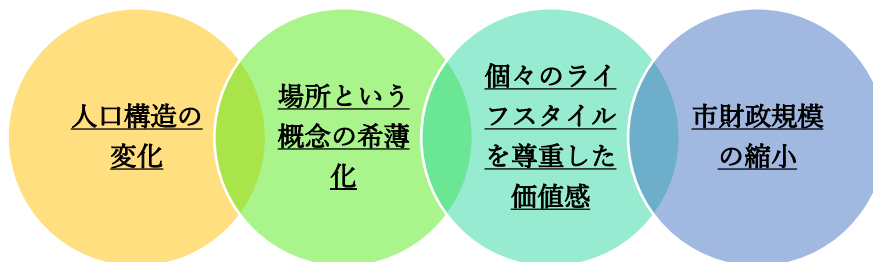 人口構造の
変化
場所という
概念の希薄
化
個々のライ
フスタイル
を尊重した
価値感
市財政規模
の縮小